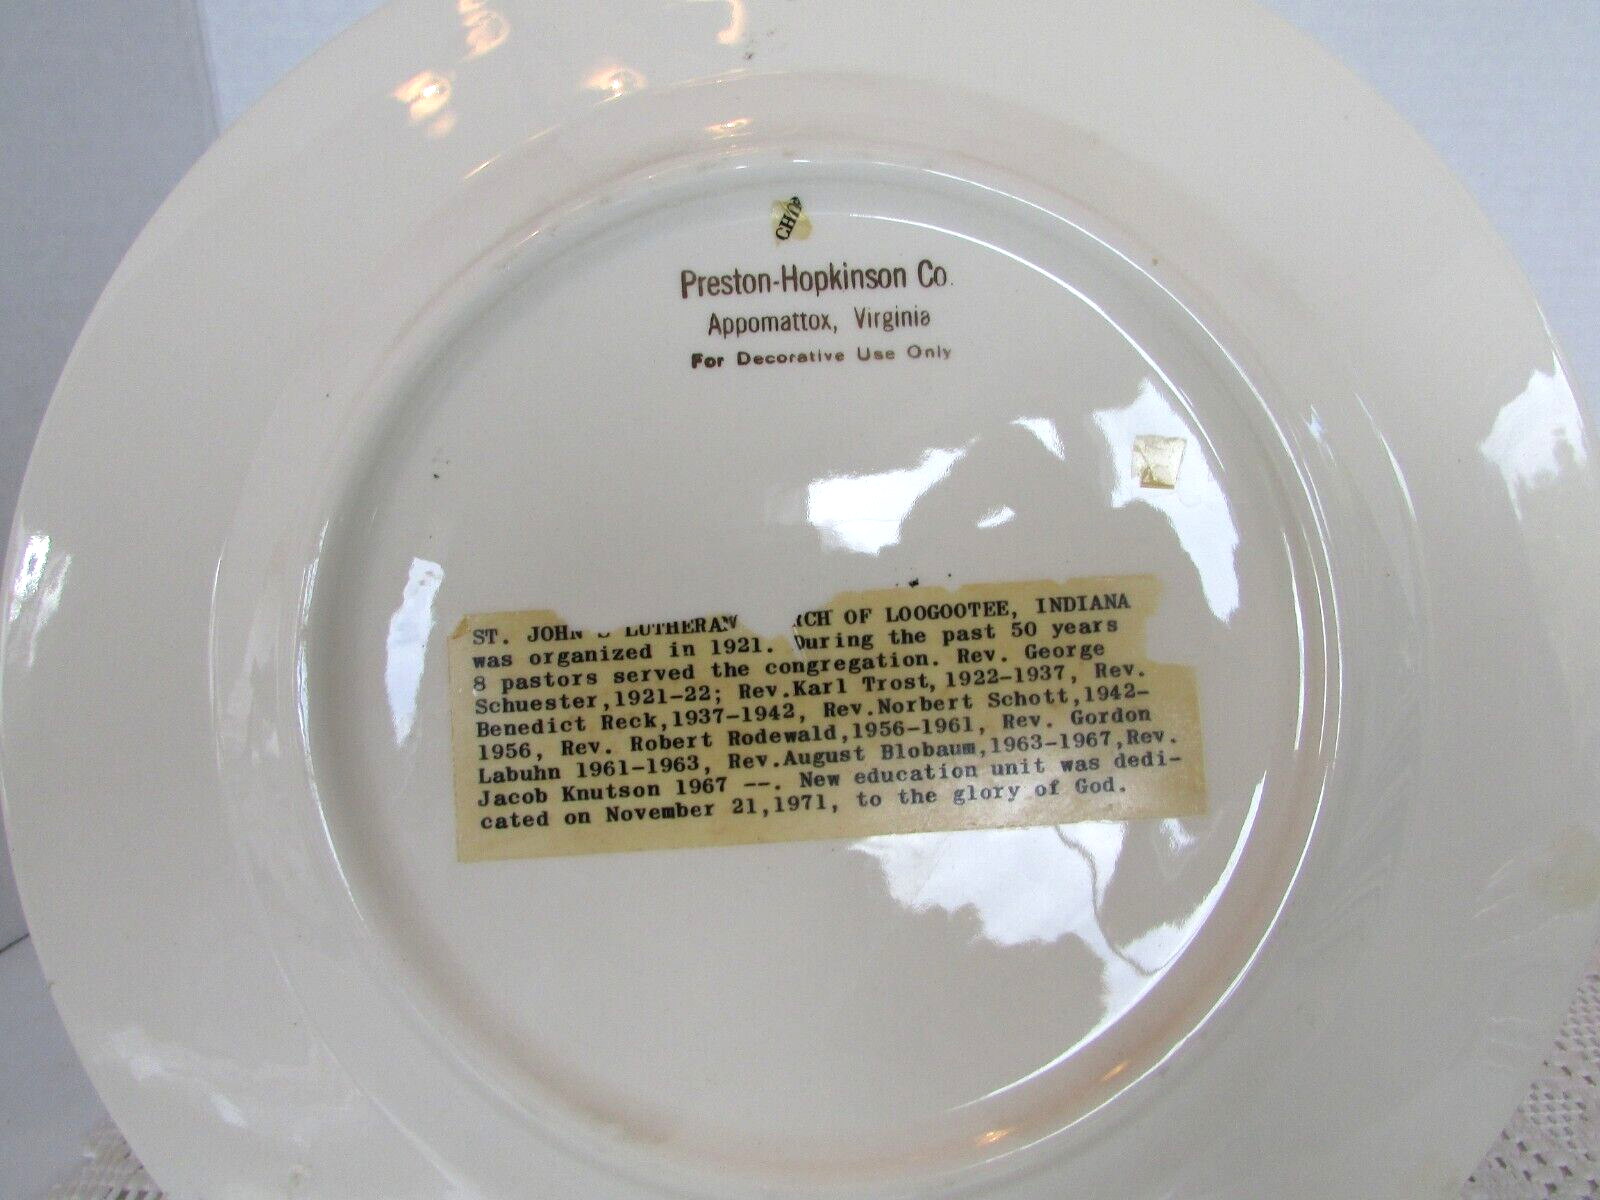 CHU
Preston-Hopkinson Co.
Appomattox, Virginia
For Decorative Use Only
ST. JOHN'S LUTHERAN RCH OF LOOGOOTEE, INDIANA
was organized in 1921. During the past 50 years
8 pastors served the congregation. Rev. George
Schuester,1921-22; Rev.Karl Trost,1922-1937, Rev.
Benedict Reck,1937-1942, Rev.Norbert Schott,1942-
1956, Rev. Robert Rodewald,1956-1961, Rev. Gordon
Labuhn 1961-1963, Rev.August Blobaum,1963-1967,Rev.
Jacob Knutson 1967 --. New education unit was dedi-
cated on November 21,1971, to the glory of God.